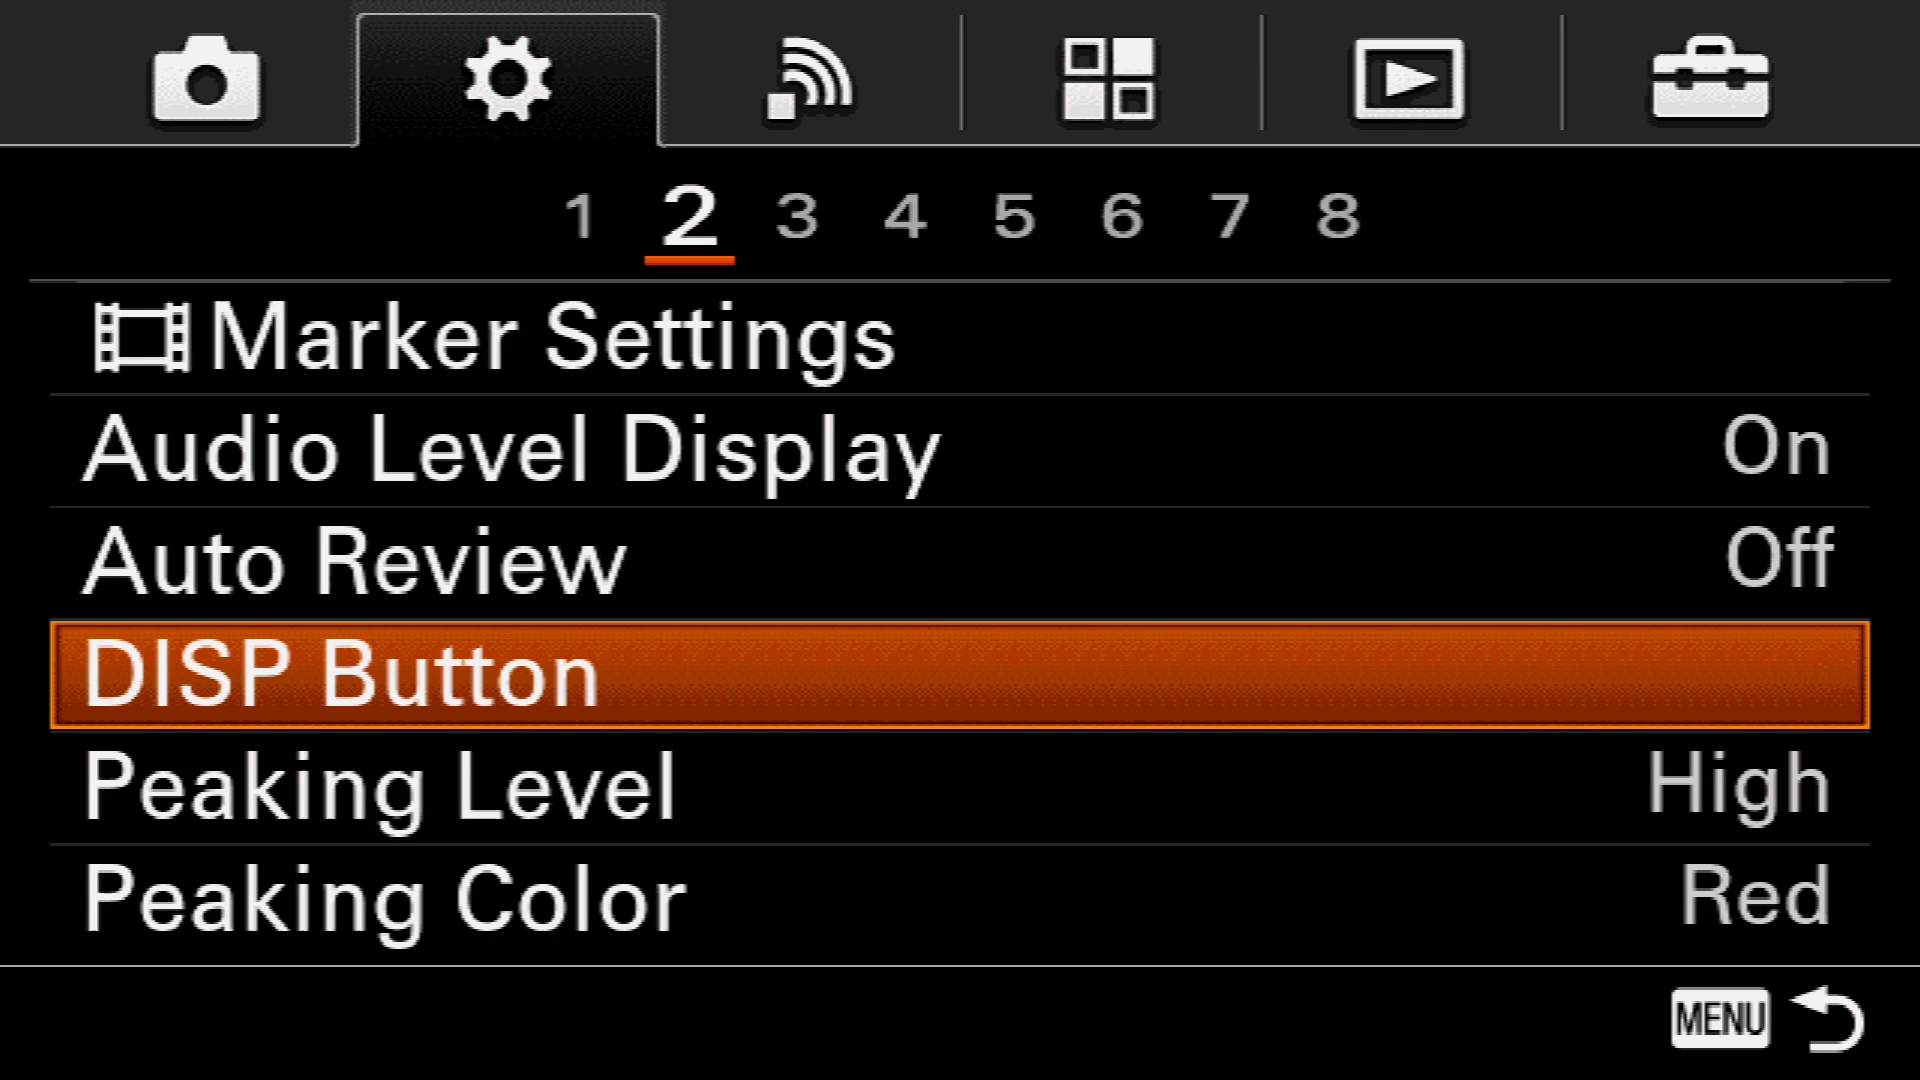 1 2 3 4 5 6 7 8
Marker Settings
Audio Level Display On
Auto Review Off
DISP Button
Peaking Level High
Peaking Color Red
MENU